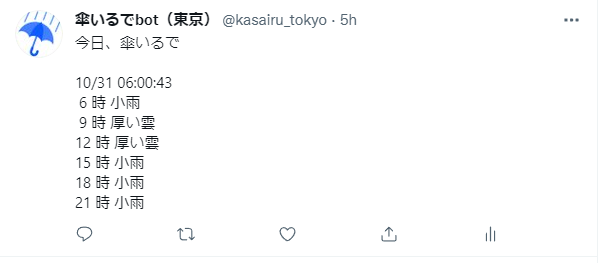 傘いるでbot（東京） @kasairu_tokyo · 5h
今日、傘いるで
10/31 06:00:43
6 時 小雨
9 時 厚い雲
12 時 厚い雲
15 時 小雨
18 時 小雨
21 時 小雨